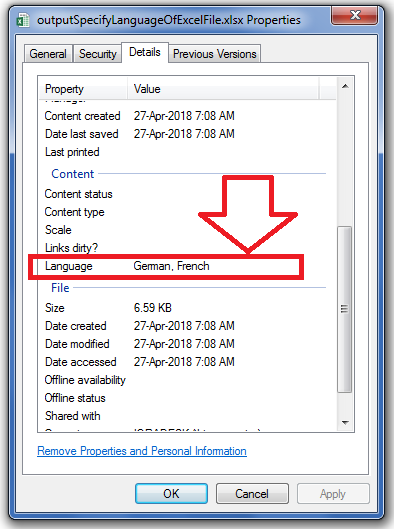 outputSpecifyLanguageOfExcelFile.xlsx Properties
General Security Details Previous Versions
Property Value
Content created 27-Apr-2018 7:08 AM
Date last saved 27-Apr-2018 7:08 AM
Last printed
Content
Content status
Content type
Scale
Links dirty?
Language German, French
File
Size 6.59 KB
Date created 27-Apr-2018 7:08 AM
Date modified 27-Apr-2018 7:08 AM
Date accessed 27-Apr-2018 7:08 AM
Offline availability
Offline status
Shared with
Remove Properties and Personal Information
OK Cancel Apply